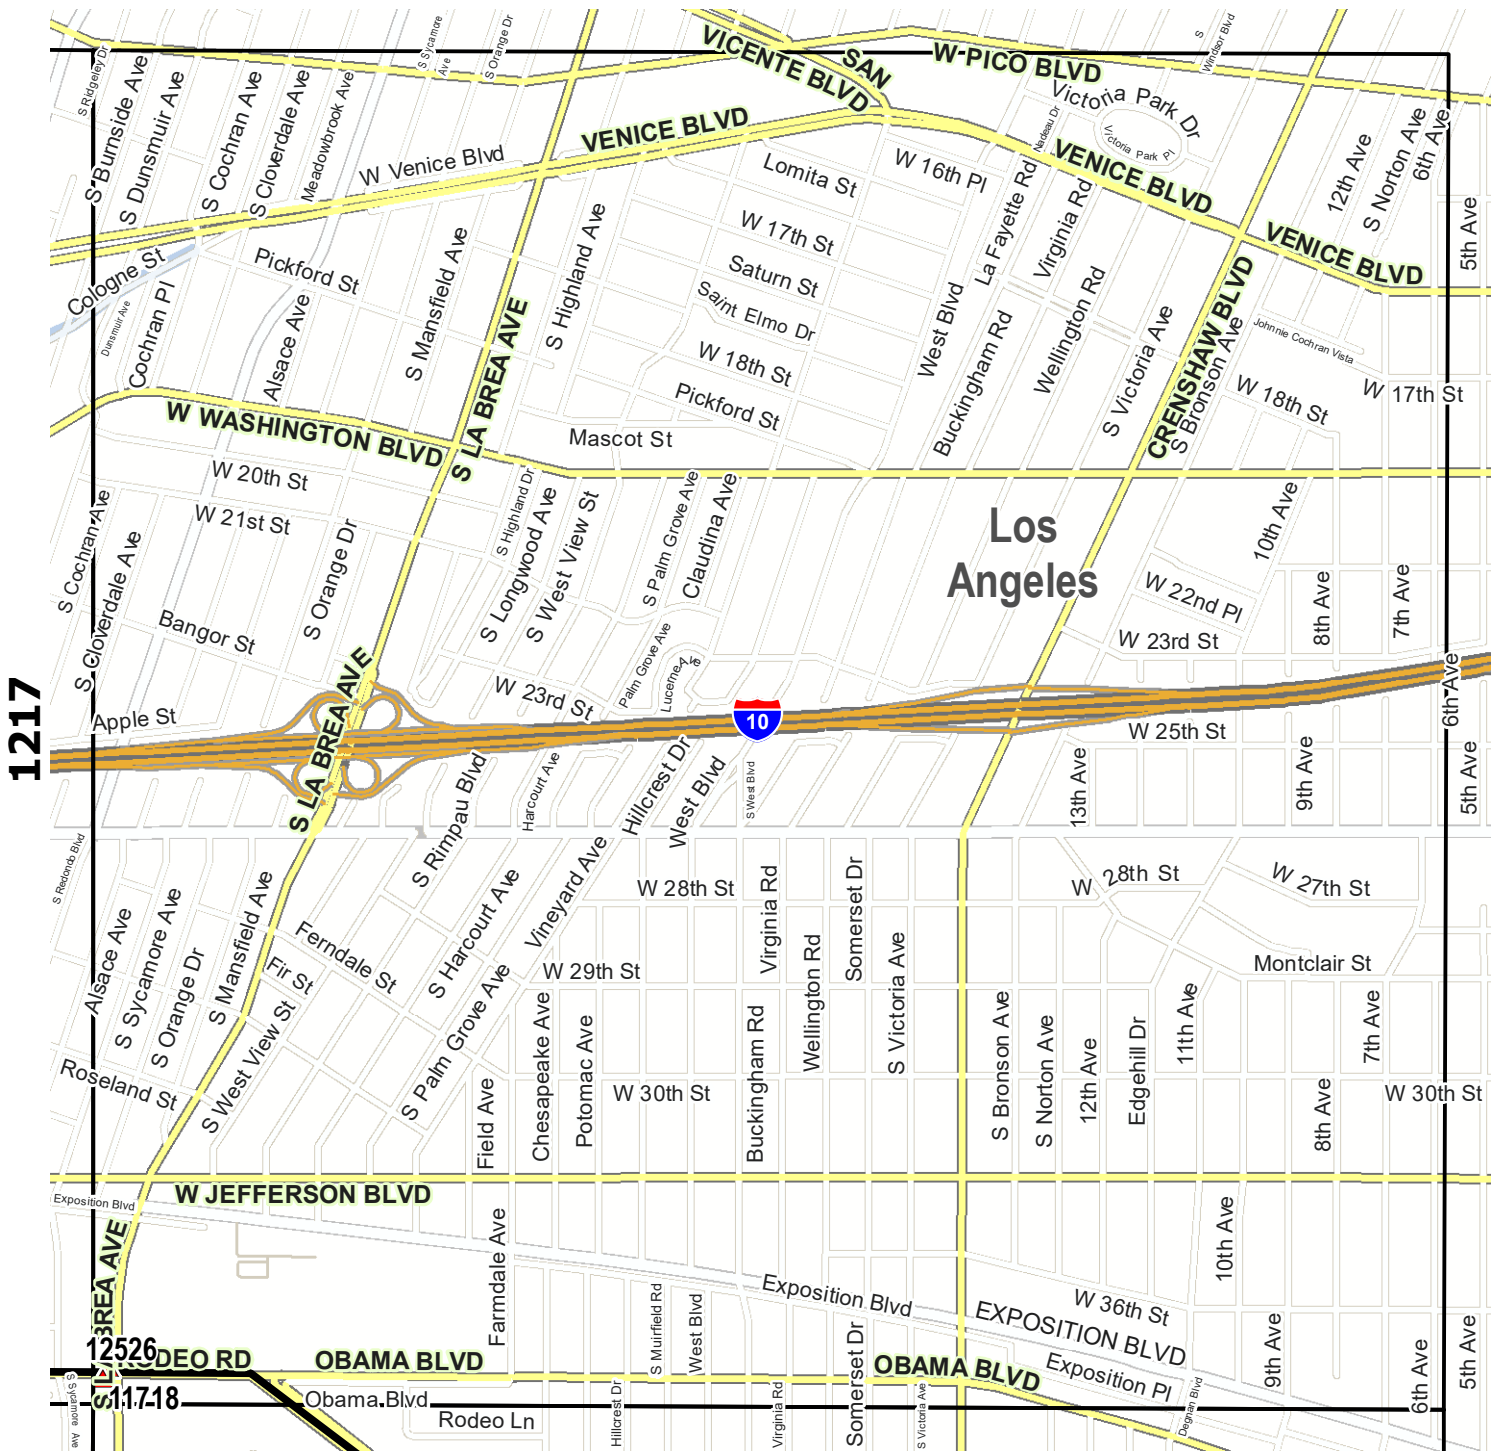 S Ridgeley Dr
S Burnside Ave
S Dunsmuir Ave
S Cochran Ave
S Cloverdale Ave
Meadowbrook Ave
S Sycamore
Ave
S Orange Dr
VICENTE BLVD
SAN
W PICO BLVD
S
Windsor Blvd
Victoria Park Dr
Victoria Park Pl
Nadeau Dr
VENICE BLVD
W Venice Blvd
Lomita St
W 16th Pl
VENICE BLVD
12th Ave
S Norton Ave
6th Ave
5th Ave
VENICE BLVD
La Fayette Rd
Virginia Rd
W 17th St
Saturn St
Saint Elmo Dr
W 18th St
Pickford St
Cologne St
Dunsmuir Ave
Cochran Pl
Pickford St
Alsace Ave
S Mansfield Ave
S LA BREA AVE
S Highland Ave
West Blvd
Buckingham Rd
Wellington Rd
S Victoria Ave
CRENSHAW BLVD
S Bronson Ave
Johnnie Cochran Vista
W 17th St
W 18th St
W WASHINGTON BLVD
Mascot St
W 20th St
W 21st St
S Cochran Ave
S Cloverdale Ave
S Orange Dr
Bangor St
S Highland Dr
S Longwood Ave
S West View St
S Palm Grove Ave
Claudina Ave
Los
Angeles
10th Ave
W 22nd Pl
W 23rd St
8th Ave
7th Ave
6th Ave
1217
Apple St
S LA BREA AVE
W 23rd St
Palm Grove Ave
Lucerne Ave
10
W 25th St
S Rimpau Blvd
Harcourt Ave
Hillcrest Dr
West Blvd
S West Blvd
13th Ave
9th Ave
5th Ave
S Redondo Blvd
Alsace Ave
S Sycamore Ave
S Orange Dr
S Mansfield Ave
Ferndale St
Fir St
S West View St
S Harcourt Ave
S Palm Grove Ave
Vineyard Ave
W 28th St
W 29th St
Virginia Rd
Wellington Rd
Somerset Dr
S Victoria Ave
W 28th St
W 27th St
Montclair St
Roseland St
Field Ave
Chesapeake Ave
Potomac Ave
W 30th St
Buckingham Rd
S Bronson Ave
S Norton Ave
12th Ave
Edgehill Dr
11th Ave
8th Ave
7th Ave
W 30th St
W JEFFERSON BLVD
Exposition Blvd
S LA BREA AVE
Farmdale Ave
S Muirfield Rd
West Blvd
Exposition Blvd
EXPOSITION BLVD
W 36th St
Exposition Pl
10th Ave
9th Ave
6th Ave
5th Ave
12526
RODEO RD
OBAMA BLVD
OBAMA BLVD
11718
S Sycamore Ave
Obama Blvd
Rodeo Ln
Hillcrest Dr
Virginia Rd
Somerset Dr
S Victoria Ave
Degnan Blvd